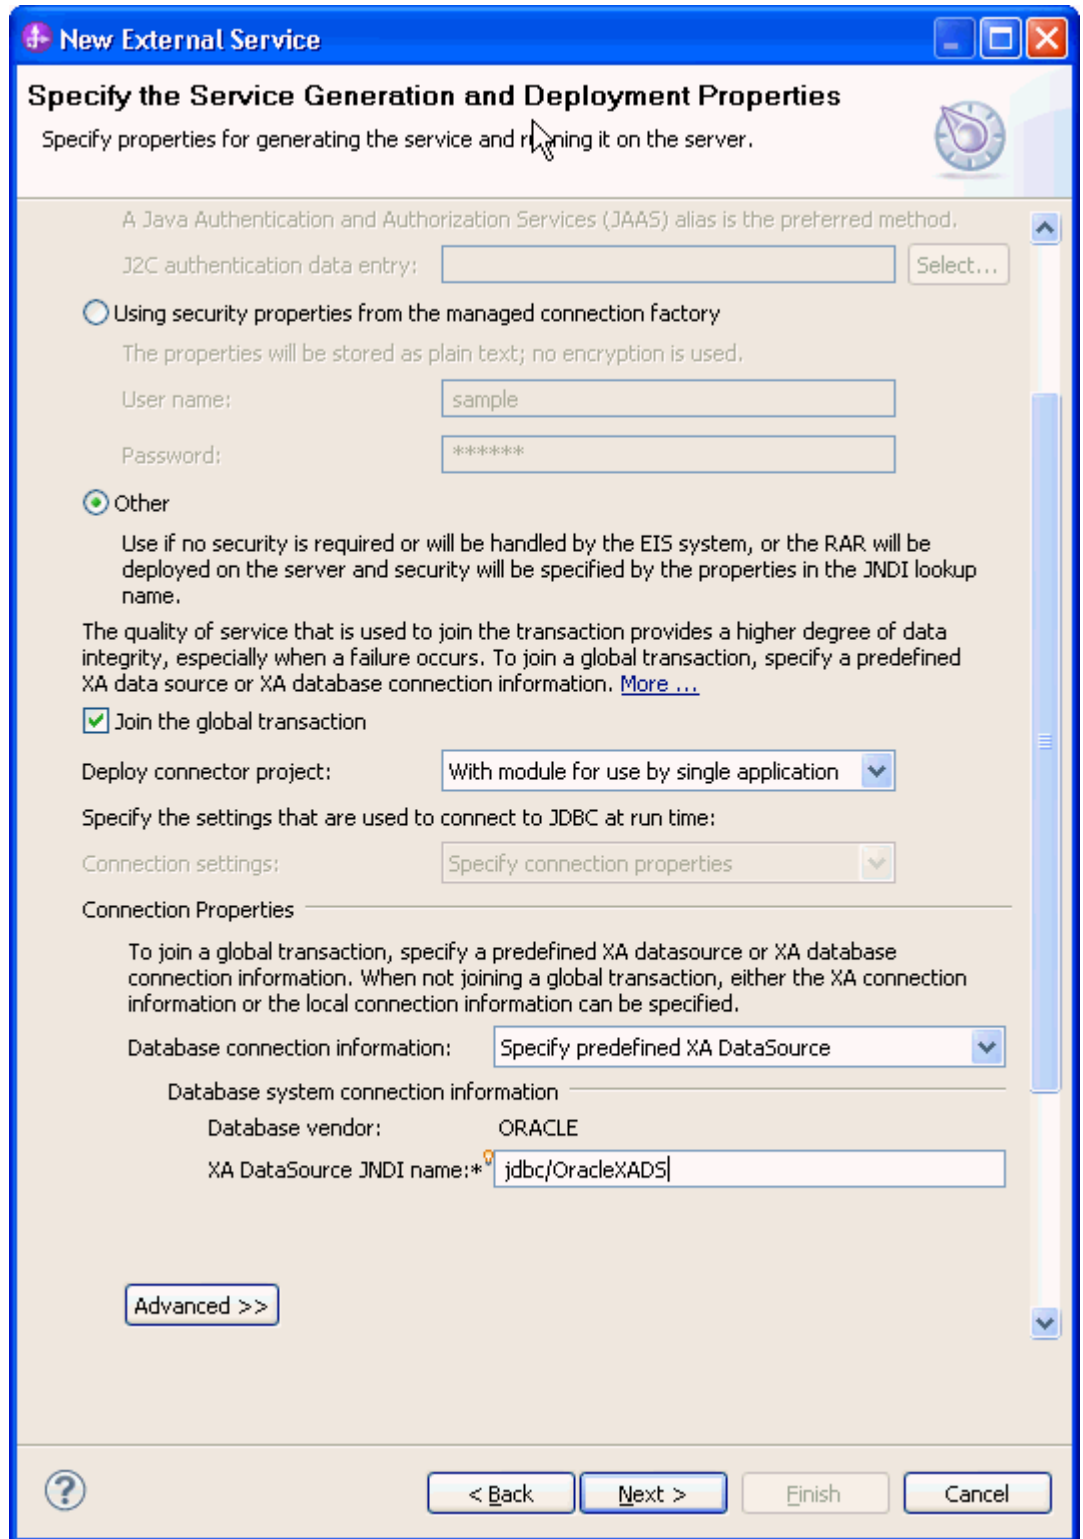 New External Service
Specify the Service Generation and Deployment Properties
Specify properties for generating the service and running it on the server.
A Java Authentication and Authorization Services (JAAS) alias is the preferred method.
J2C authentication data entry:
Select...
Using security properties from the managed connection factory
The properties will be stored as plain text; no encryption is used.
User name: sample
Password: ******
Other
Use if no security is required or will be handled by the EIS system, or the RAR will be
deployed on the server and security will be specified by the properties in the JNDI lookup
name.
The quality of service that is used to join the transaction provides a higher degree of data
integrity, especially when a failure occurs. To join a global transaction, specify a predefined
XA data source or XA database connection information. More ...
Join the global transaction
Deploy connector project: With module for use by single application
Specify the settings that are used to connect to JDBC at run time:
Connection settings: Specify connection properties
Connection Properties
To join a global transaction, specify a predefined XA datasource or XA database
connection information. When not joining a global transaction, either the XA connection
information or the local connection information can be specified.
Database connection information: Specify predefined XA DataSource
Database system connection information
Database vendor: ORACLE
XA DataSource JNDI name:* jdbc/OracleXADS
Advanced >>
< Back Next > Finish Cancel